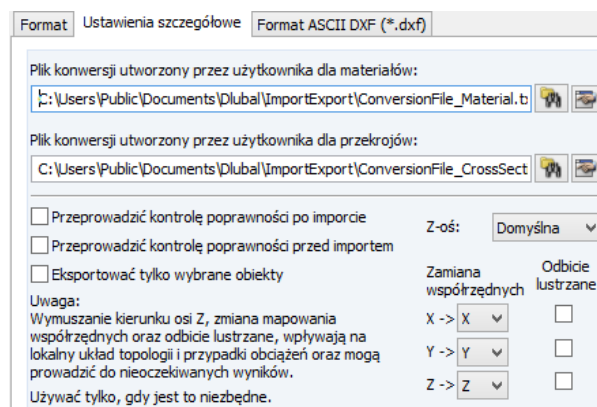 Format Ustawienia szczegółowe Format ASCII DXF (*.dxf)
Plik konwersji utworzony przez użytkownika dla materiałów:
C:\Users\Public\Documents\Dlubal\ImportExport\ConversionFile_Material.t
Plik konwersji utworzony przez użytkownika dla przekrojów:
C:\Users\Public\Documents\Dlubal\ImportExport\ConversionFile_CrossSect
Przeprowadzić kontrolę poprawności po imporcie
Przeprowadzić kontrolę poprawności przed importem
Eksportować tylko wybrane obiekty
Uwaga:
Wymuszanie kierunku osi Z, zmiana mapowania
współrzędnych oraz odbicie lustrzane, wpływają na
lokalny układ topologii i przypadki obciążeń oraz mogą
prowadzić do nieoczekiwanych wyników.
Używać tylko, gdy jest to niezbędne.
Z-oś: Domyślna
Zamiana
współrzędnych
Odbicie
lustrzane
X -> X
Y -> Y
Z -> Z